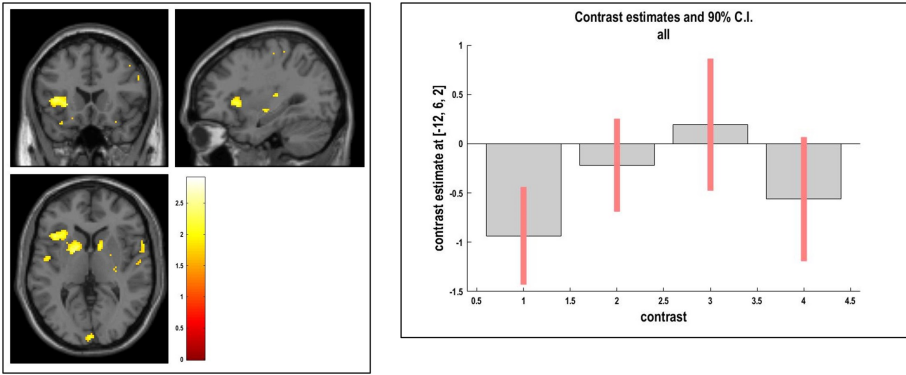 2.5
2
1.5
1
0.5
0
Contrast estimates and 90% C.I.
all
contrast estimate at [-12, 6, 2]
1
0.5
0
-0.5
-1
-1.5
0.5 1 1.5 2 2.5 3 3.5 4 4.5
contrast